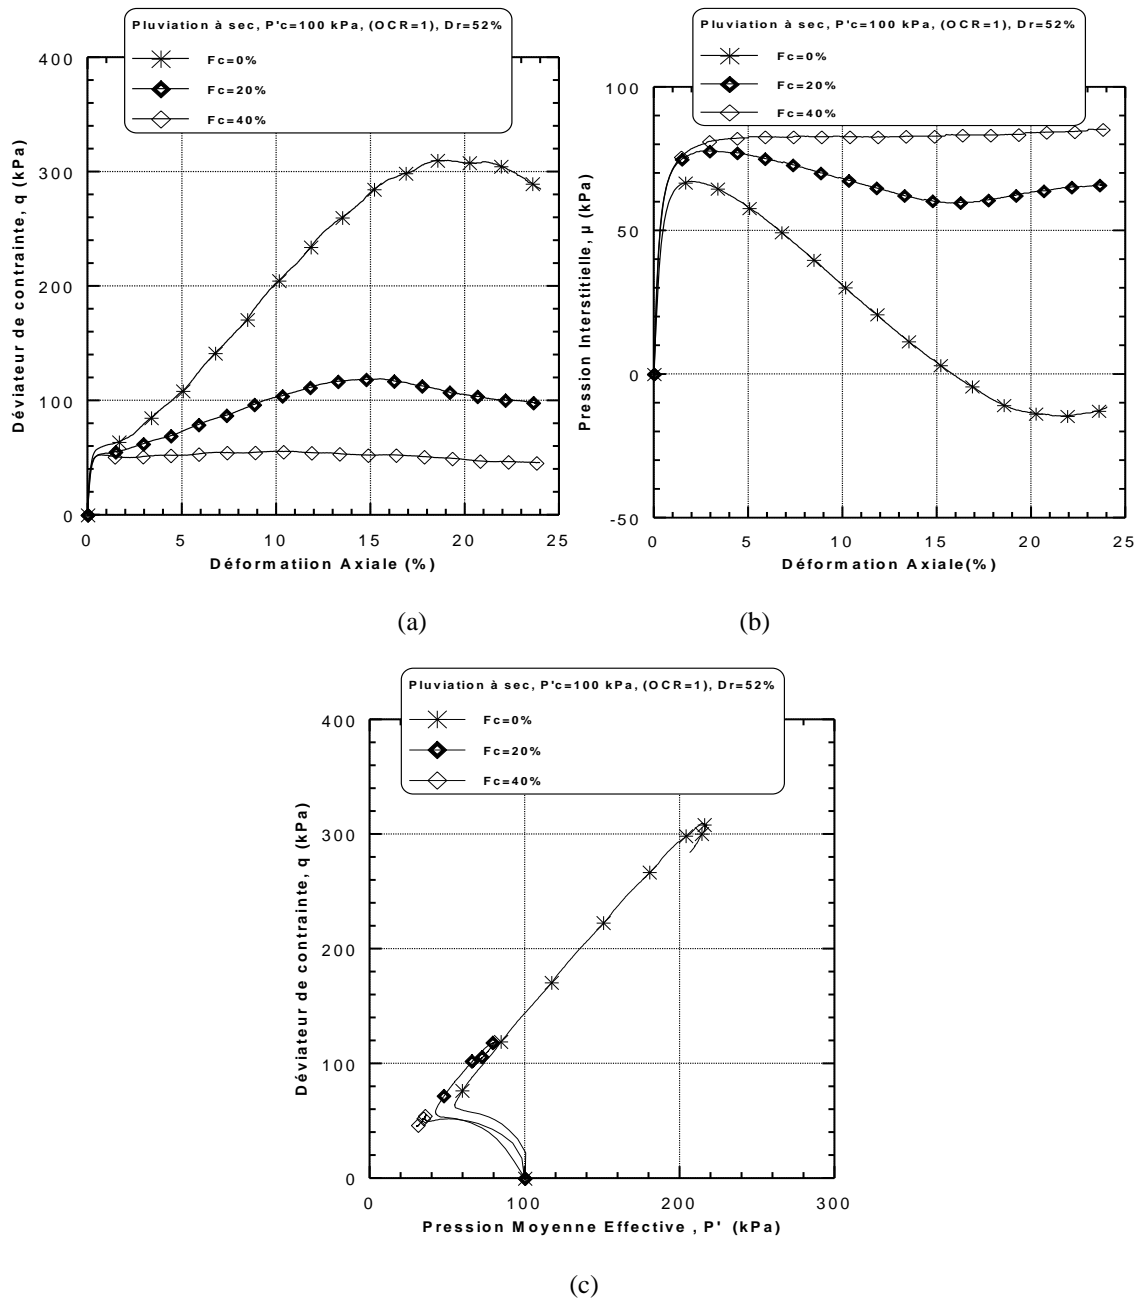 Pluviation à sec, P'c=100 kPa, (OCR=1), Dr=52%
Fc=0%
Fc=20%
Fc=40%
400
300
200
100
0
Déviateur de contrainte, q (kPa)
0 5 10 15 20 25
Déformatiion Axiale (%)
(a)
Pluviation à sec, P'c=100 kPa, (OCR=1), Dr=52%
Fc=0%
Fc=20%
Fc=40%
100
50
0
-50
Pression Interstitielle, µ (kPa)
0 5 10 15 20 25
Déformation Axiale(%)
(b)
Pluviation à sec, P'c=100 kPa, (OCR=1), Dr=52%
Fc=0%
Fc=20%
Fc=40%
400
300
200
100
0
Déviateur de contrainte, q (kPa)
0 100 200 300
Pression Moyenne Effective , P' (kPa)
(c)